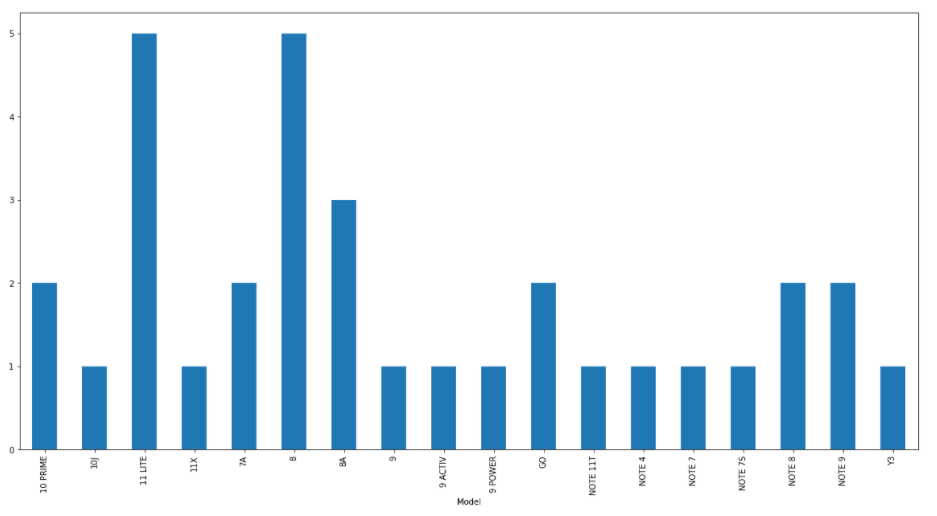 5
4
3
2
1
0
10 PRIME
10J
11 LITE
11X
7A
8
8A
9
9 ACTIV
9 POWER
GO
NOTE 11T
NOTE 4
NOTE 7
NOTE 7S
NOTE 8
NOTE 9
Y3
Model